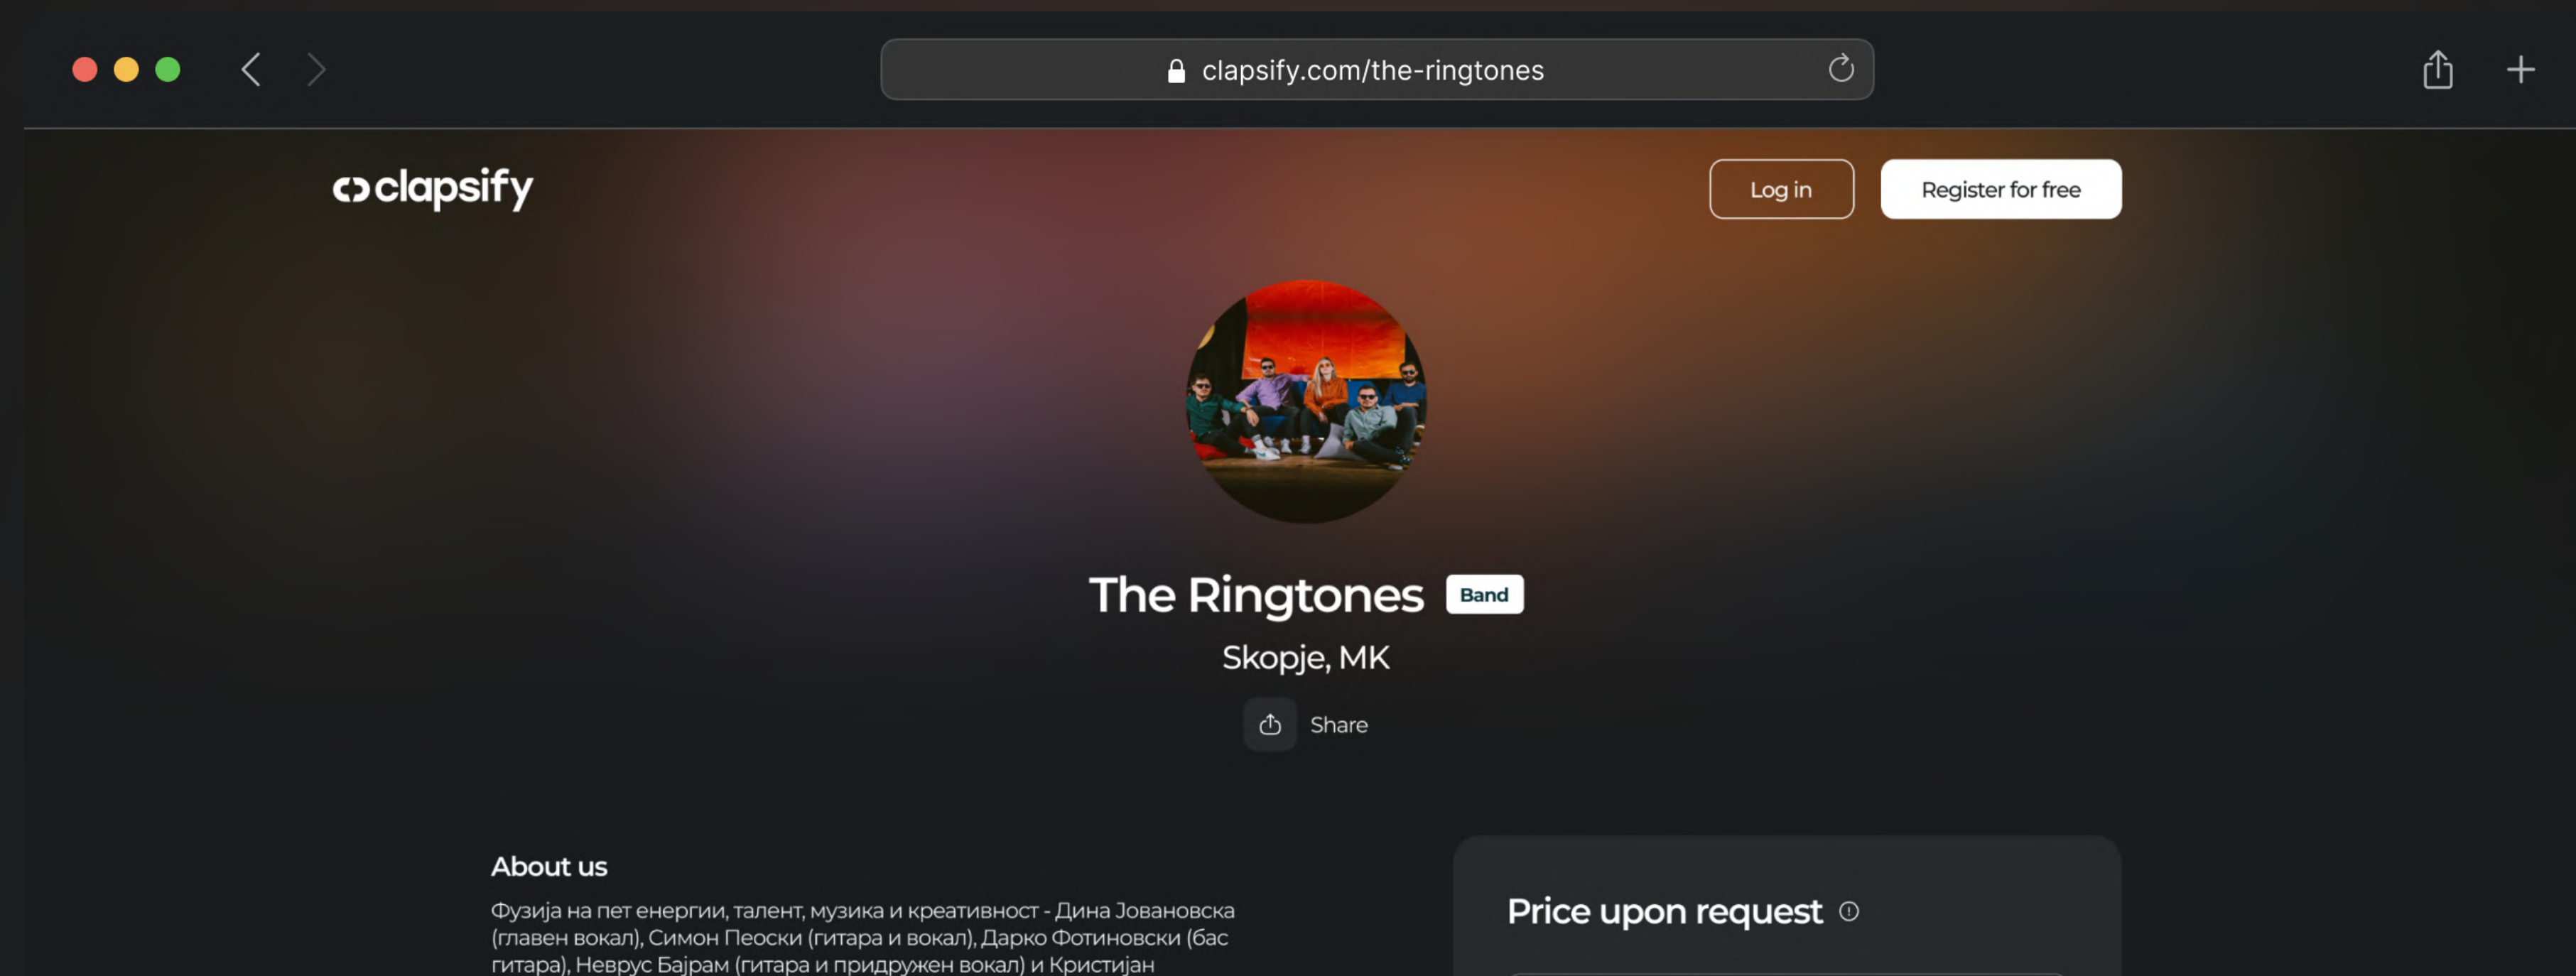 clapsify.com/the-ringtones
clapsify
Log in
Register for free
The Ringtones
Band
Skopje, MK
Share
About us
Фузија на пет енергии, талент, музика и креативност - Дина Јовановска
(главен вокал), Симон Пеоски (гитара и вокал), Дарко Фотиновски (бас
гитара), Неврус Бајрам (гитара и придружен вокал) и Кристијан
Price upon request